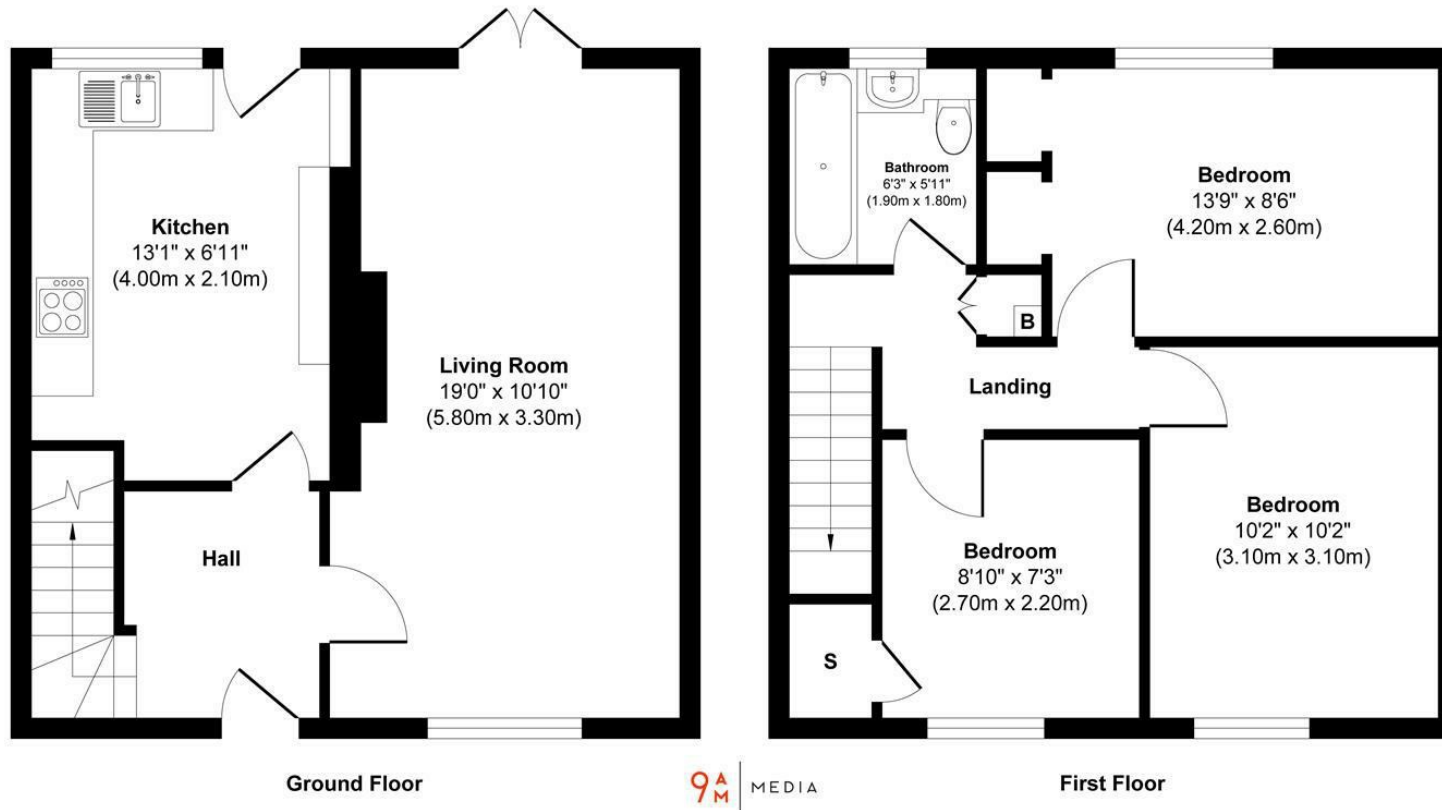 Kitchen
13'1" x 6'11"
(4.00m x 2.10m)
Living Room
19'0" x 10'10"
(5.80m x 3.30m)
Hall
Ground Floor
Bathroom
6'3" x 5'11"
(1.90m x 1.80m)
Bedroom
13'9" x 8'6"
(4.20m x 2.60m)
B
Landing
Bedroom
10'2" x 10'2"
(3.10m x 3.10m)
Bedroom
8'10" x 7'3"
(2.70m x 2.20m)
S
First Floor
9AM MEDIA